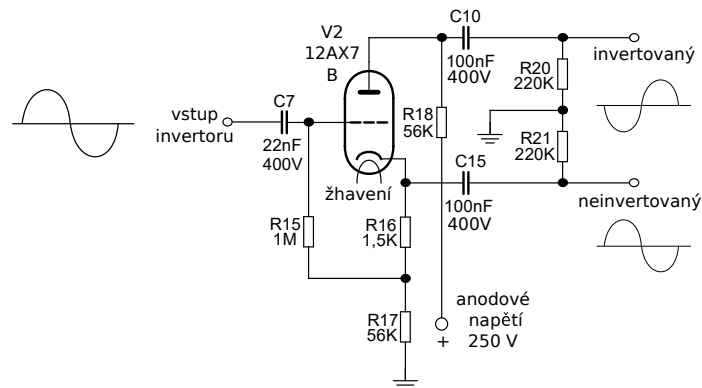 V2
12AX7
B
C10
100nF
400V
invertovaný
R20
220K
C7
22nF
400V
vstup
invertoru
R18
56K
R21
220K
C15
100nF
400V
žhavení
neinvertovaný
R15
1M
R16
1,5K
R17
56K
anodové
napětí
+ 250 V